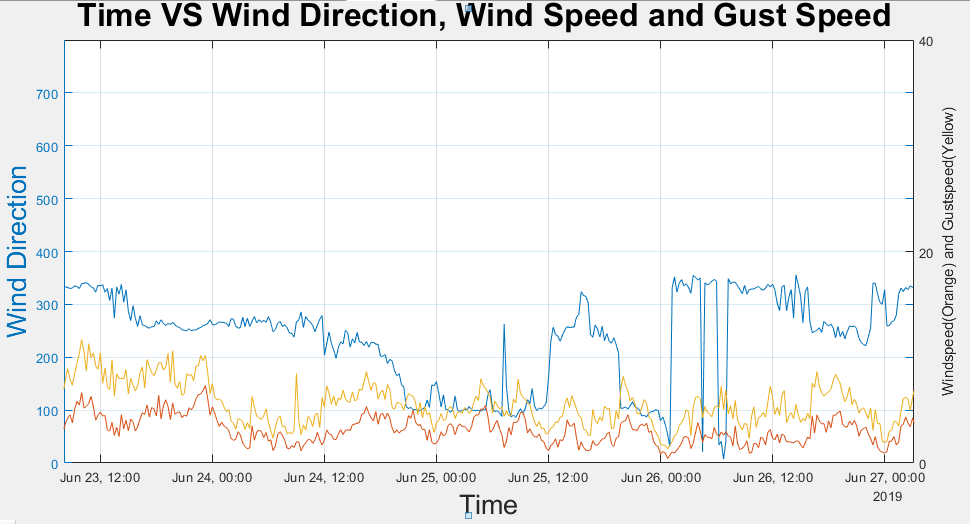 Time VS Wind Direction, Wind Speed and Gust Speed
40
700
600
500
400
20
300
200
100
0
0
Wind Direction
Windspeed(Orange) and Gustspeed(Yellow)
Jun 23, 12:00 Jun 24, 00:00 Jun 24, 12:00 Jun 25, 00:00 Jun 25, 12:00 Jun 26, 00:00 Jun 26, 12:00 Jun 27, 00:00
2019
Time